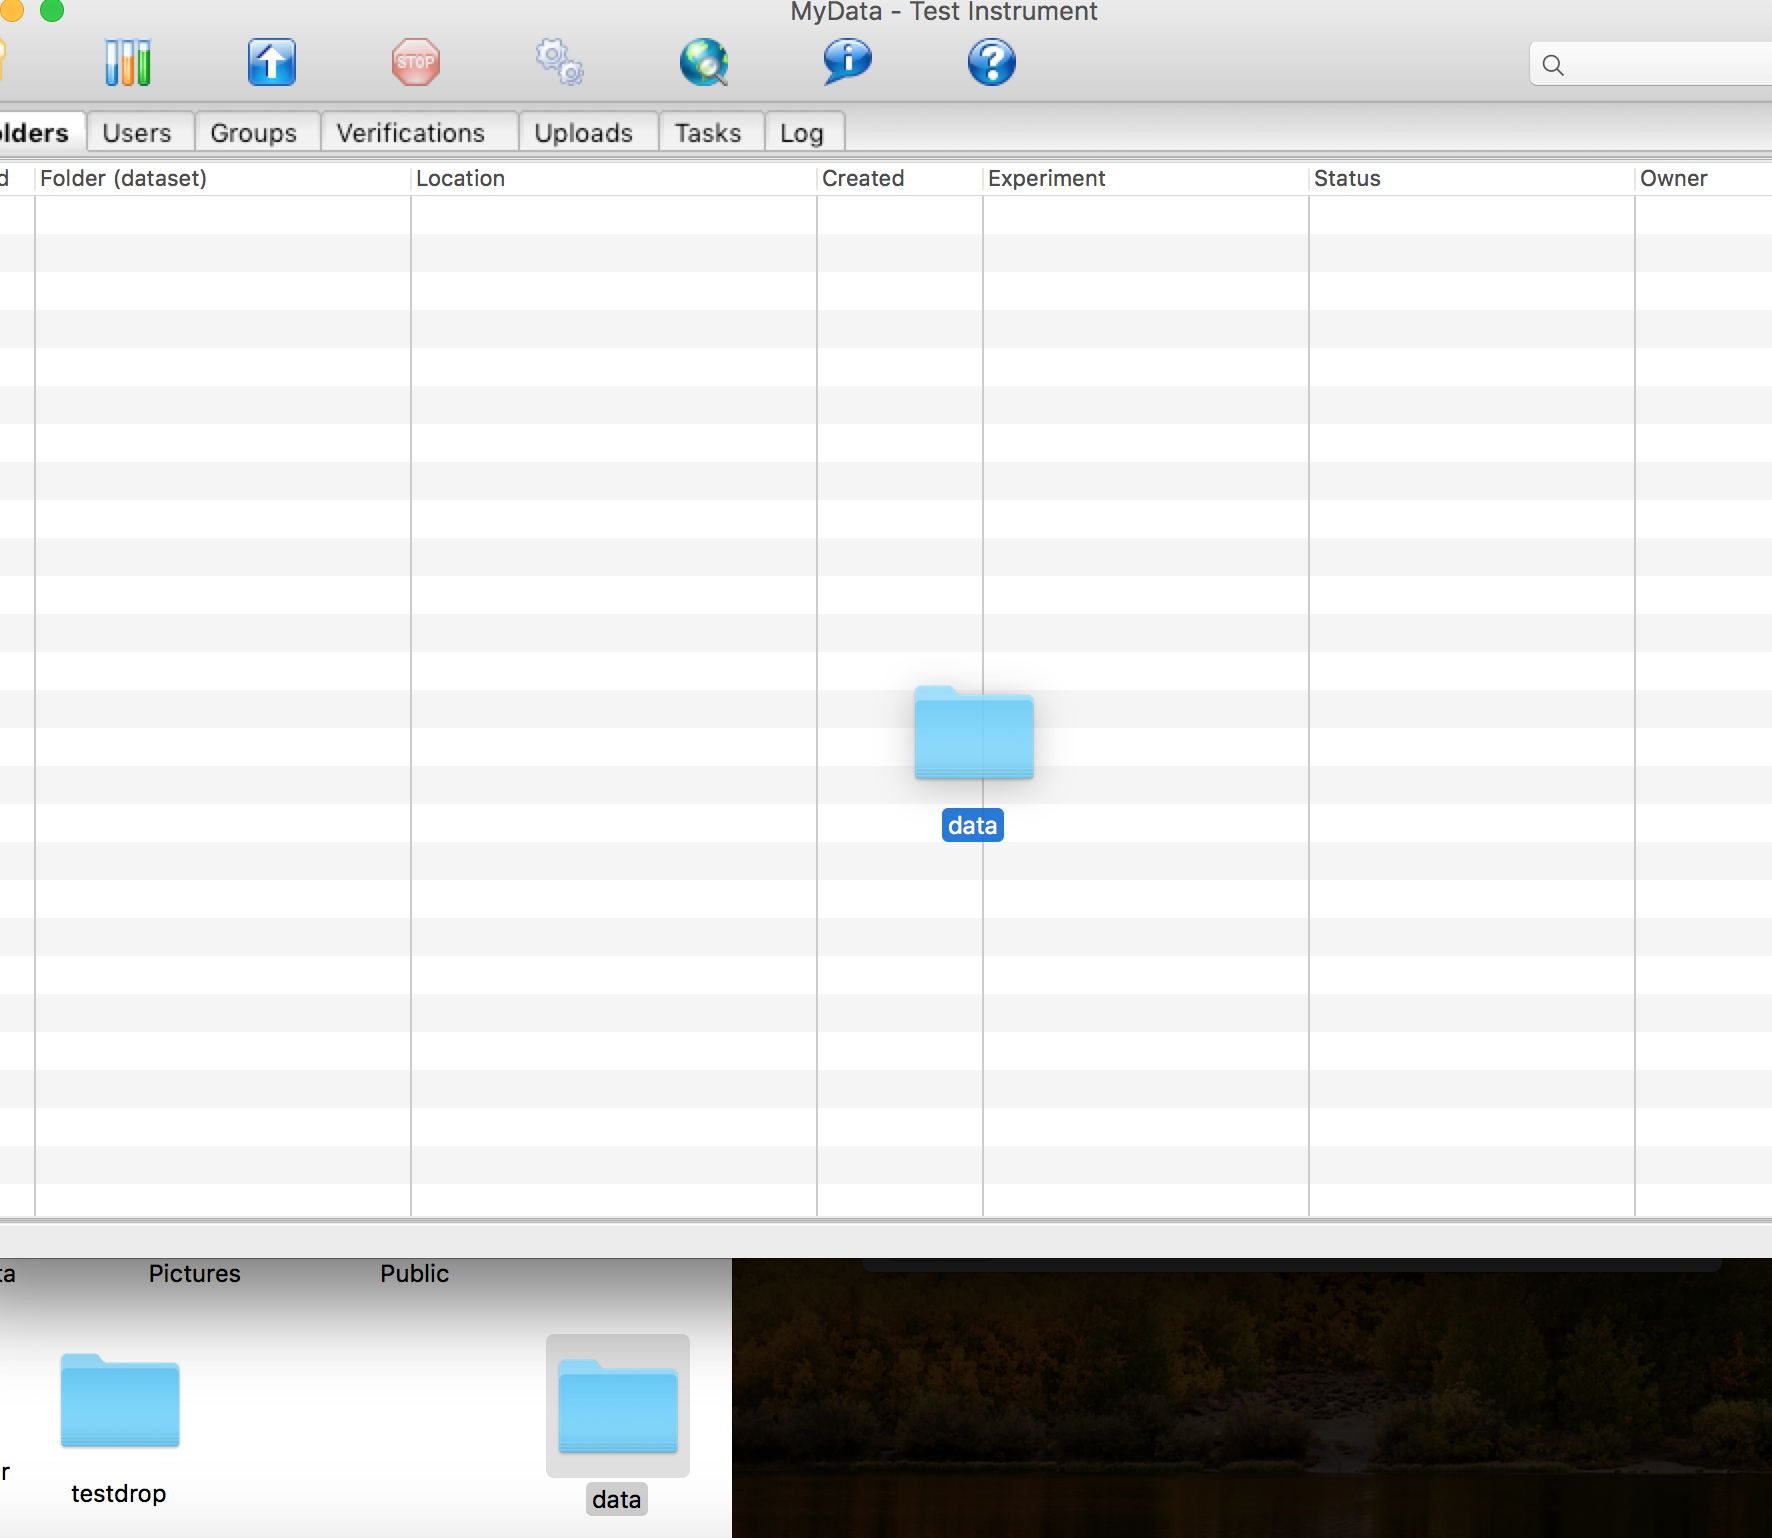 MyData - Test Instrument
STOP
olders Users Groups Verifications Uploads Tasks Log
d Folder (dataset) Location Created Experiment Status Owner
data
ta Pictures Public
r
testdrop data